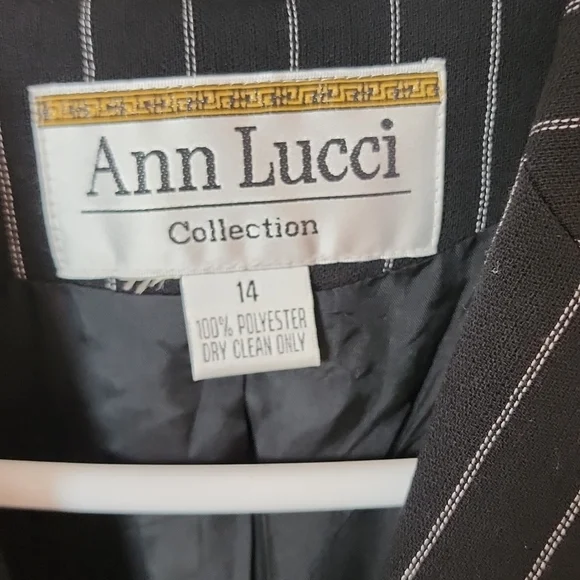 Ann Lucci
Collection
14
100% POLYESTER
DRY CLEAN ONLY